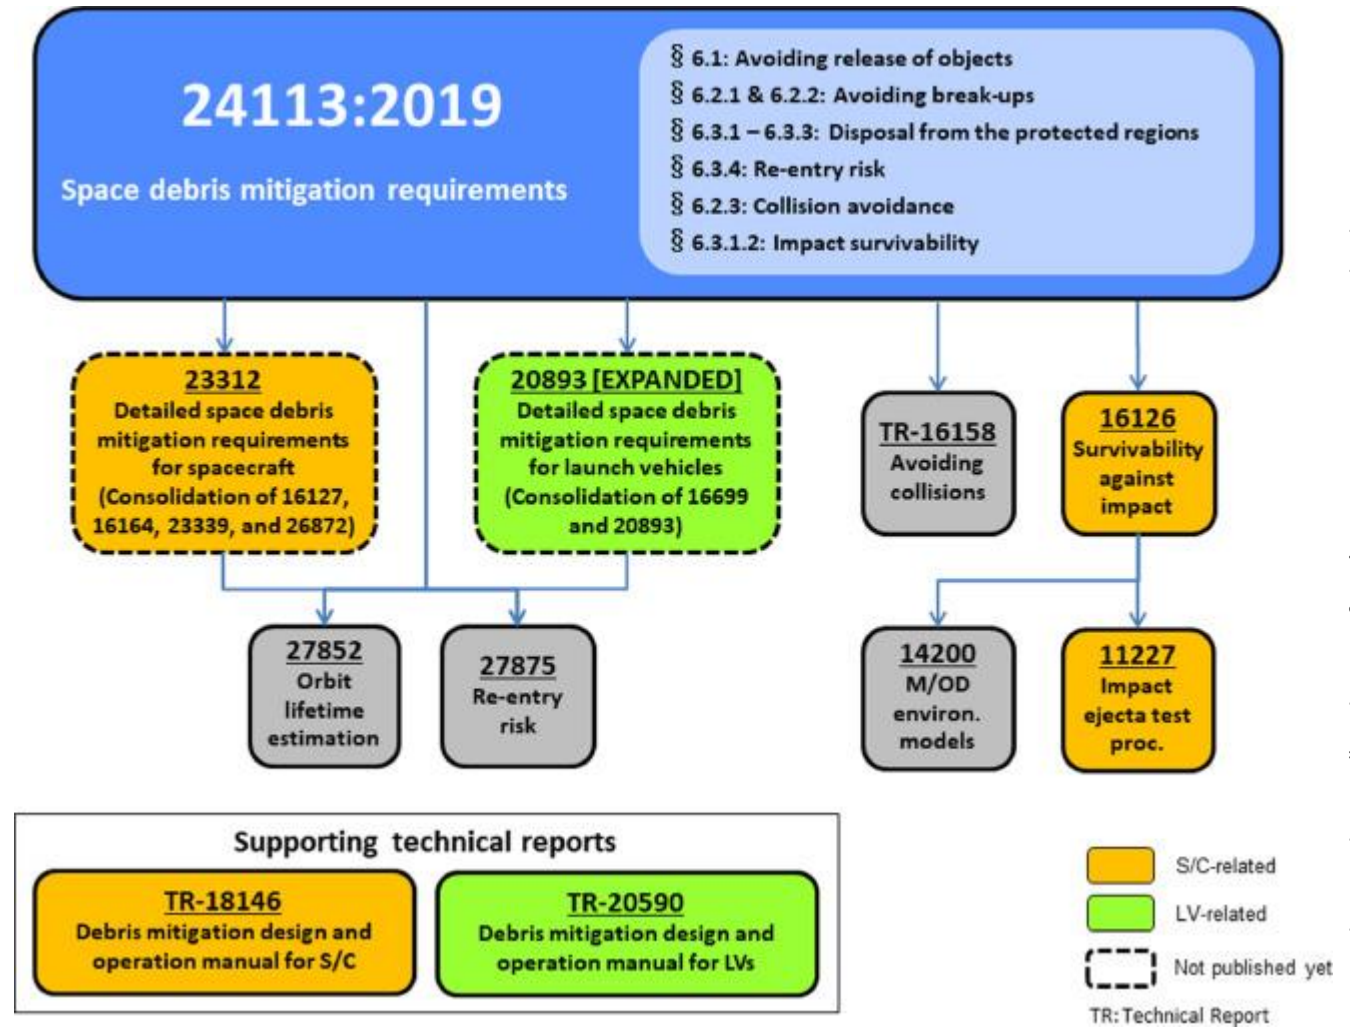 24113:2019
Space debris mitigation requirements
§ 6.1: Avoiding release of objects
§ 6.2.1 & 6.2.2: Avoiding break-ups
§ 6.3.1 – 6.3.3: Disposal from the protected regions
§ 6.3.4: Re-entry risk
§ 6.2.3: Collision avoidance
§ 6.3.1.2: Impact survivability
23312
Detailed space debris
mitigation requirements
for spacecraft
(Consolidation of 16127,
16164, 23339, and 26872)
20893 [EXPANDED]
Detailed space debris
mitigation requirements
for launch vehicles
(Consolidation of 16699
and 20893)
TR-16158
Avoiding
collisions
16126
Survivability
against
impact
27852
Orbit
lifetime
estimation
27875
Re-entry
risk
14200
M/OD
environ.
models
11227
Impact
ejecta test
proc.
Supporting technical reports
TR-18146
Debris mitigation design and
operation manual for S/C
TR-20590
Debris mitigation design and
operation manual for LVs
S/C-related
LV-related
Not published yet
TR: Technical Report